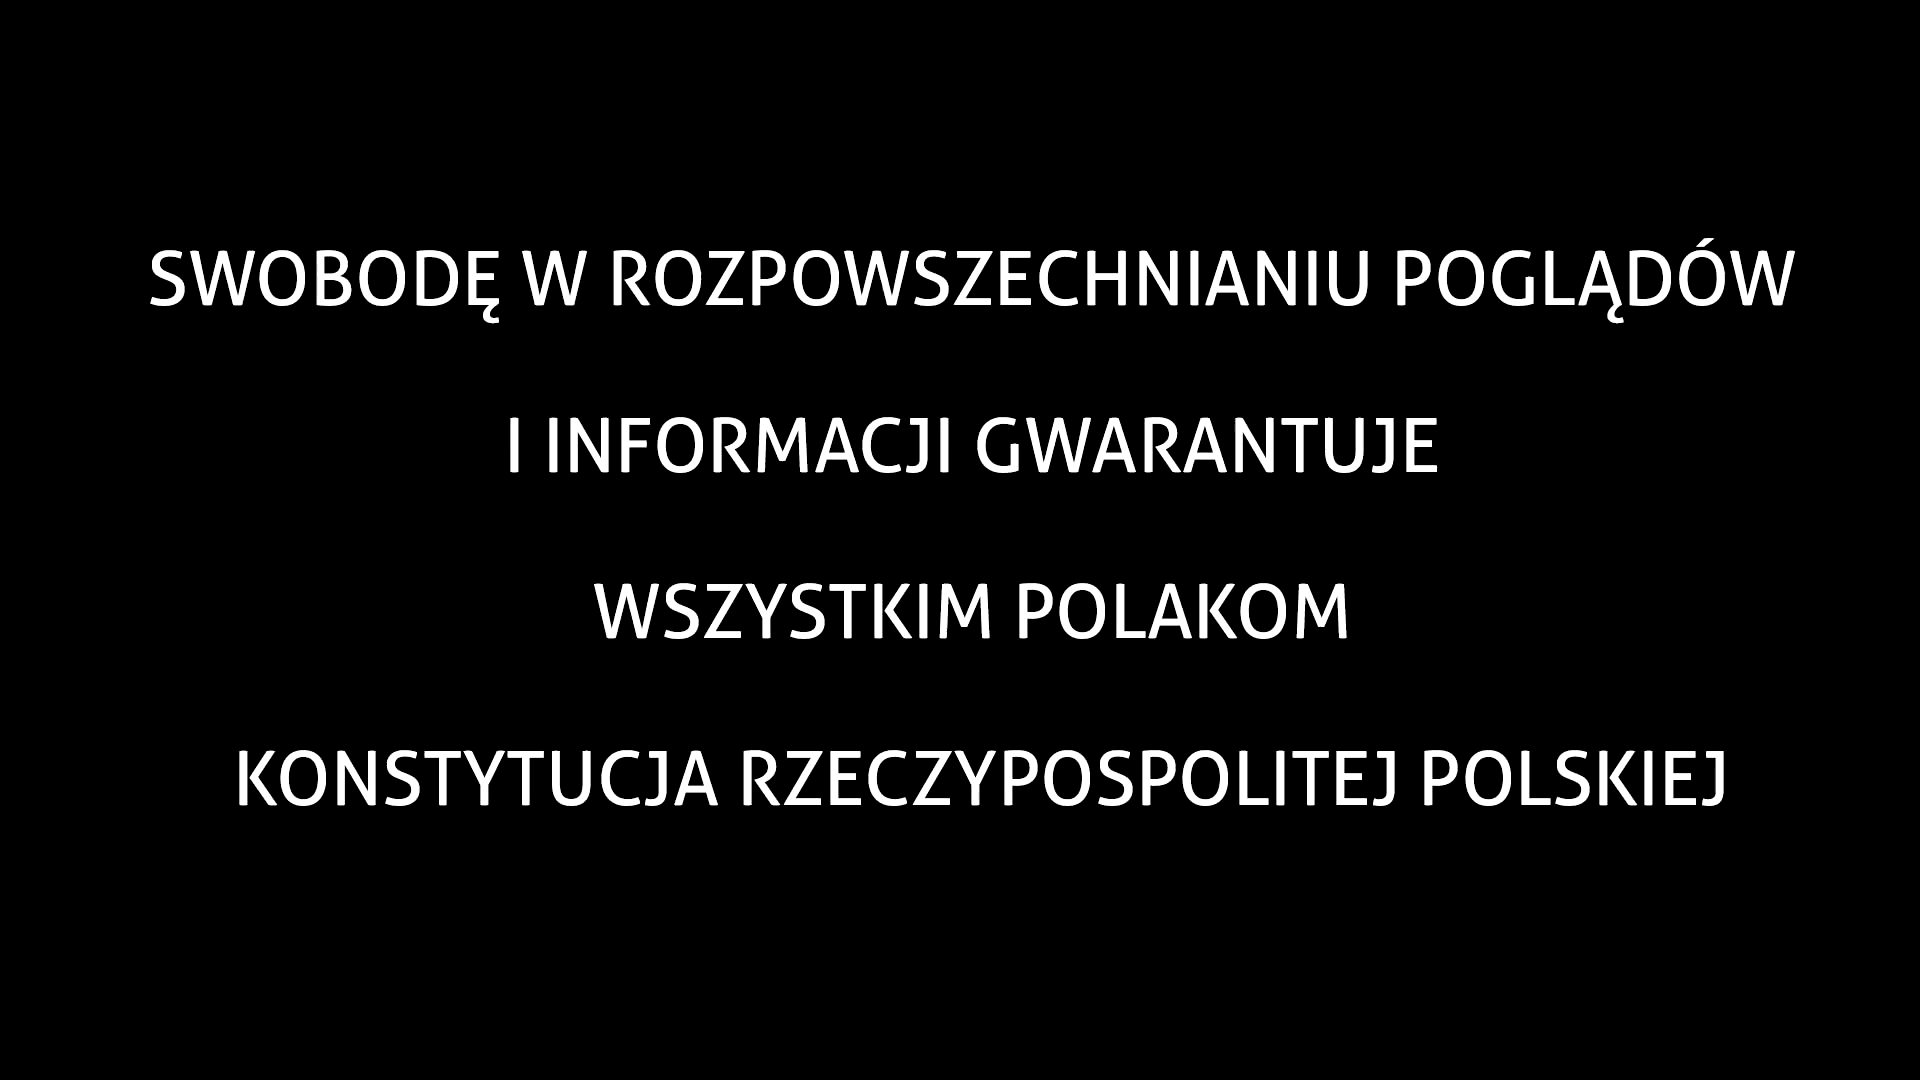 SWOBODĘ W ROZPOWSZECHNIANIU POGLĄDÓW
I INFORMACJI GWARANTUJE
WSZYSTKIM POLAKOM
KONSTYTUCJA RZECZYPOSPOLITEJ POLSKIEJ